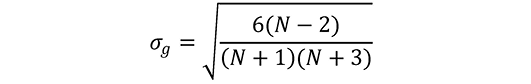 σ_g = √(6(N − 2) / ((N + 1)(N + 3)))